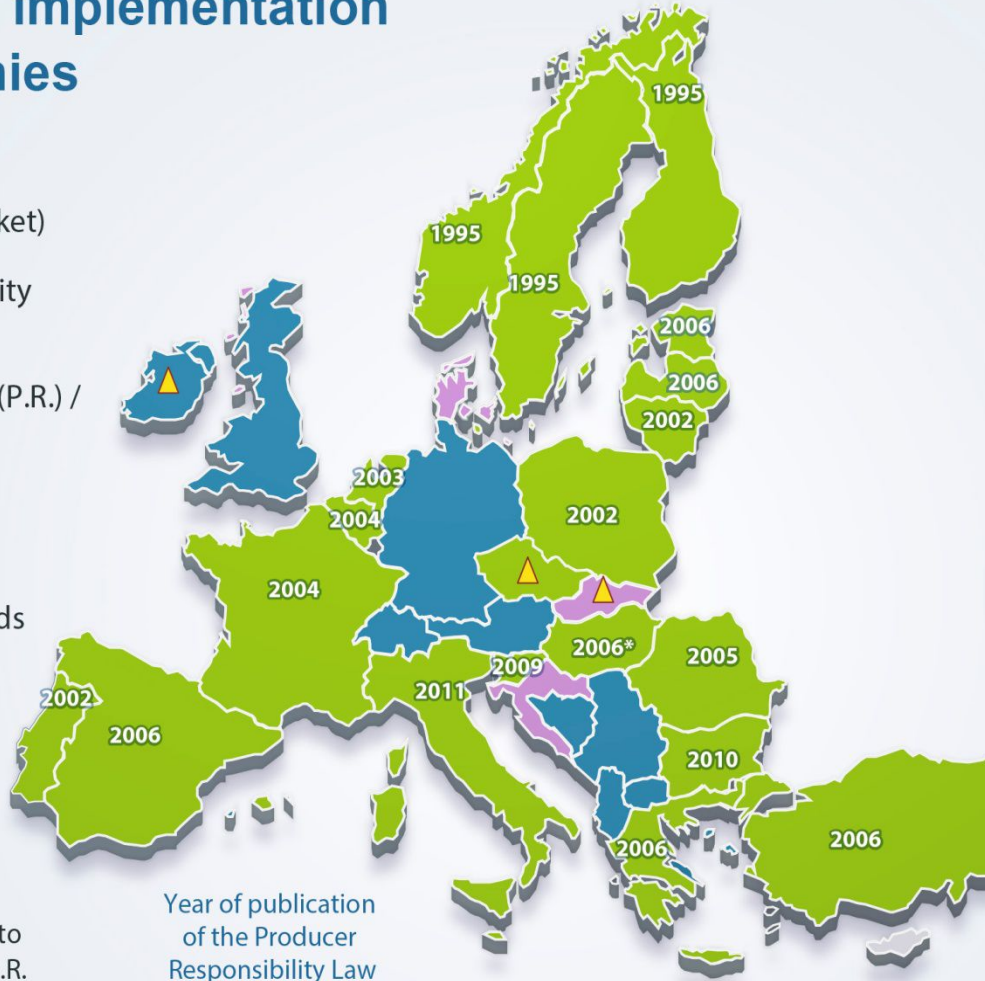 Implementation
nies
ket)
ity
(P.R.) /
ds
to
.R.
Year of publication
of the Producer
Responsibility Law
1995
1995
1995
2006
2006
2002
2003
2004
2002
2004
2006*
2005
2009
2011
2002
2006
2010
2006
2006